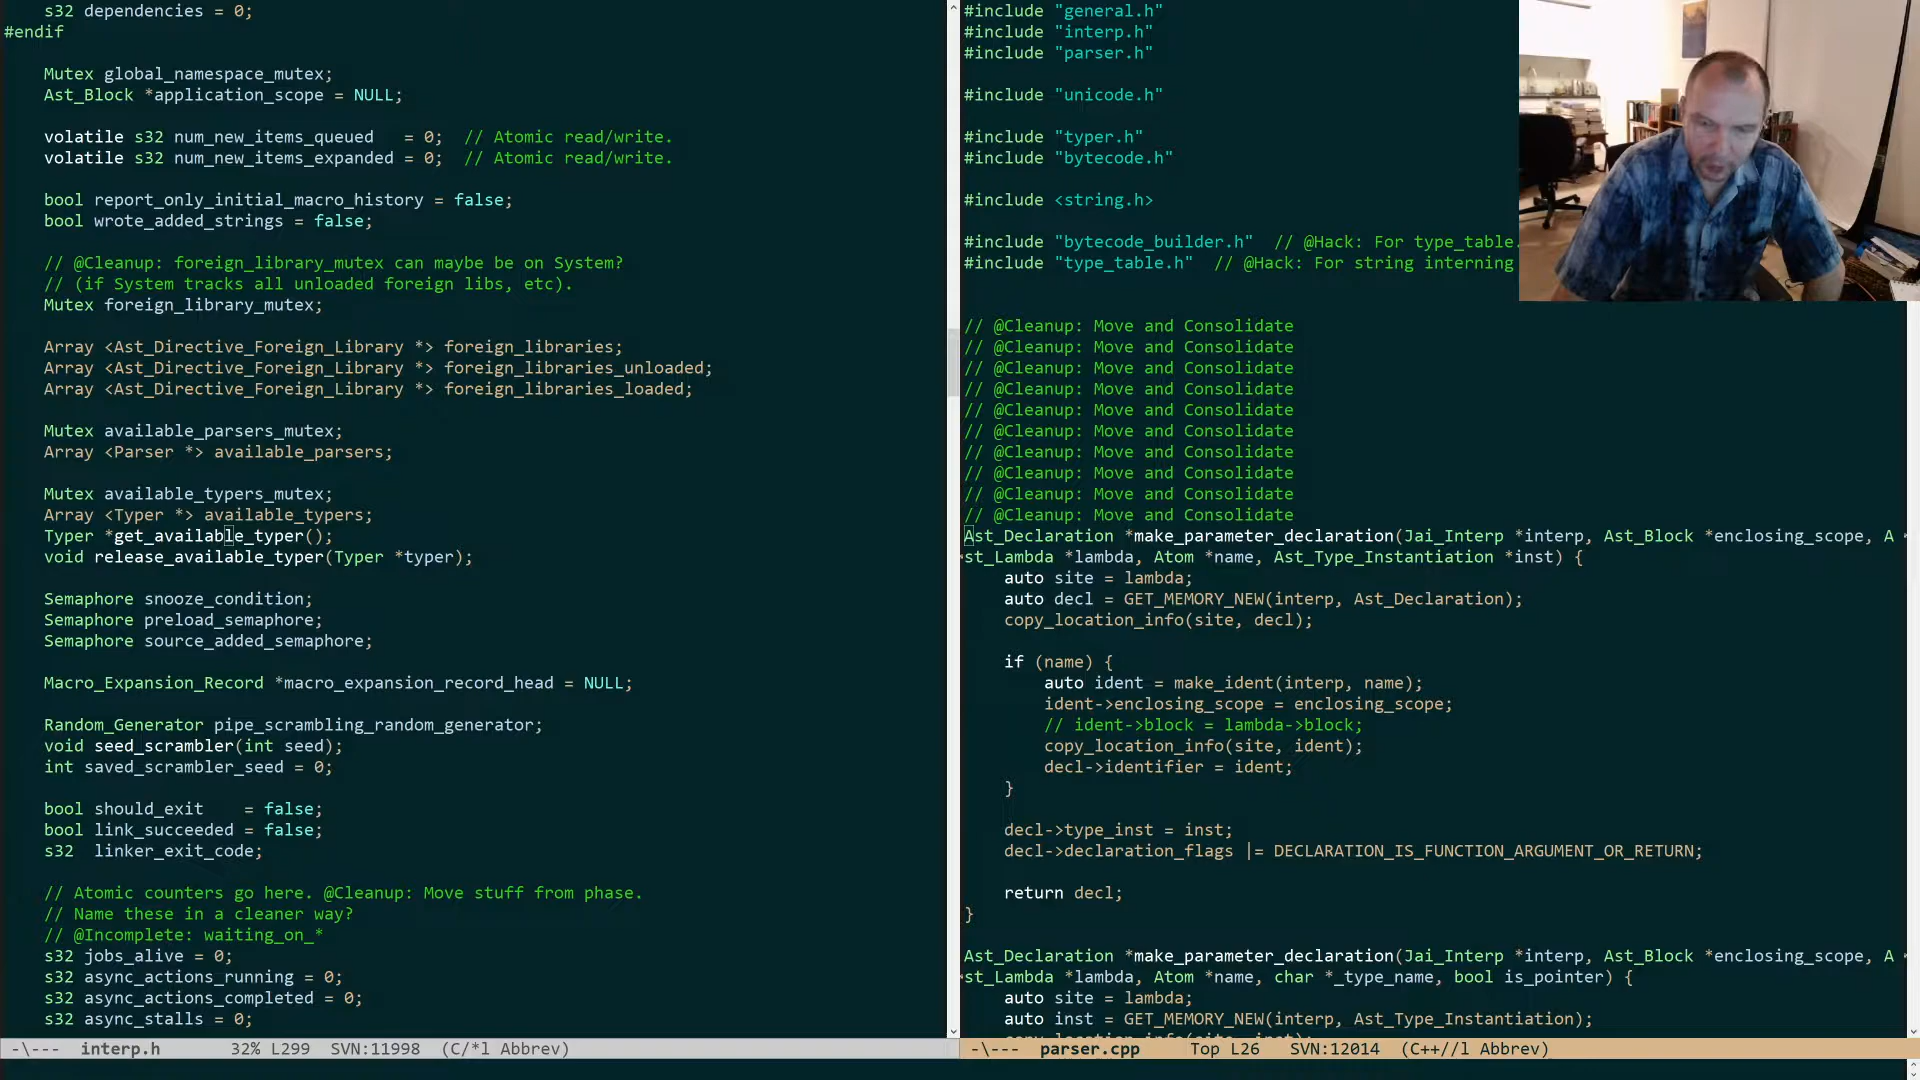 s32 dependencies = 0;
#endif
Mutex global_namespace_mutex;
Ast_Block *application_scope = NULL;
volatile s32 num_new_items_queued   = 0;  // Atomic read/write.
volatile s32 num_new_items_expanded = 0;  // Atomic read/write.
bool report_only_initial_macro_history = false;
bool wrote_added_strings = false;
// @Cleanup: foreign_library_mutex can maybe be on System?
// (if System tracks all unloaded foreign libs, etc).
Mutex foreign_library_mutex;
Array <Ast_Directive_Foreign_Library *> foreign_libraries;
Array <Ast_Directive_Foreign_Library *> foreign_libraries_unloaded;
Array <Ast_Directive_Foreign_Library *> foreign_libraries_loaded;
Mutex available_parsers_mutex;
Array <Parser *> available_parsers;
Mutex available_typers_mutex;
Array <Typer *> available_typers;
Typer *get_available_typer();
void release_available_typer(Typer *typer);
Semaphore snooze_condition;
Semaphore preload_semaphore;
Semaphore source_added_semaphore;
Macro_Expansion_Record *macro_expansion_record_head = NULL;
Random_Generator pipe_scrambling_random_generator;
void seed_scrambler(int seed);
int saved_scrambler_seed = 0;
bool should_exit    = false;
bool link_succeeded = false;
s32  linker_exit_code;
// Atomic counters go here. @Cleanup: Move stuff from phase.
// Name these in a cleaner way?
// @Incomplete: waiting_on_*
s32 jobs_alive = 0;
s32 async_actions_running = 0;
s32 async_actions_completed = 0;
s32 async_stalls = 0;
-\---  interp.h       32% L299  SVN:11998  (C/*l Abbrev)
#include "general.h"
#include "interp.h"
#include "parser.h"
#include "unicode.h"
#include "typer.h"
#include "bytecode.h"
#include <string.h>
#include "bytecode_builder.h"  // @Hack: For type_table.
#include "type_table.h"  // @Hack: For string interning
// @Cleanup: Move and Consolidate
// @Cleanup: Move and Consolidate
// @Cleanup: Move and Consolidate
// @Cleanup: Move and Consolidate
// @Cleanup: Move and Consolidate
// @Cleanup: Move and Consolidate
// @Cleanup: Move and Consolidate
// @Cleanup: Move and Consolidate
// @Cleanup: Move and Consolidate
// @Cleanup: Move and Consolidate
Ast_Declaration *make_parameter_declaration(Jai_Interp *interp, Ast_Block *enclosing_scope, A
st_Lambda *lambda, Atom *name, Ast_Type_Instantiation *inst) {
auto site = lambda;
auto decl = GET_MEMORY_NEW(interp, Ast_Declaration);
copy_location_info(site, decl);
if (name) {
auto ident = make_ident(interp, name);
ident->enclosing_scope = enclosing_scope;
// ident->block = lambda->block;
copy_location_info(site, ident);
decl->identifier = ident;
}
decl->type_inst = inst;
decl->declaration_flags |= DECLARATION_IS_FUNCTION_ARGUMENT_OR_RETURN;
return decl;
}
Ast_Declaration *make_parameter_declaration(Jai_Interp *interp, Ast_Block *enclosing_scope, A
st_Lambda *lambda, Atom *name, char *_type_name, bool is_pointer) {
auto site = lambda;
auto inst = GET_MEMORY_NEW(interp, Ast_Type_Instantiation);
-\---  parser.cpp     Top L26   SVN:12014  (C++//l Abbrev)